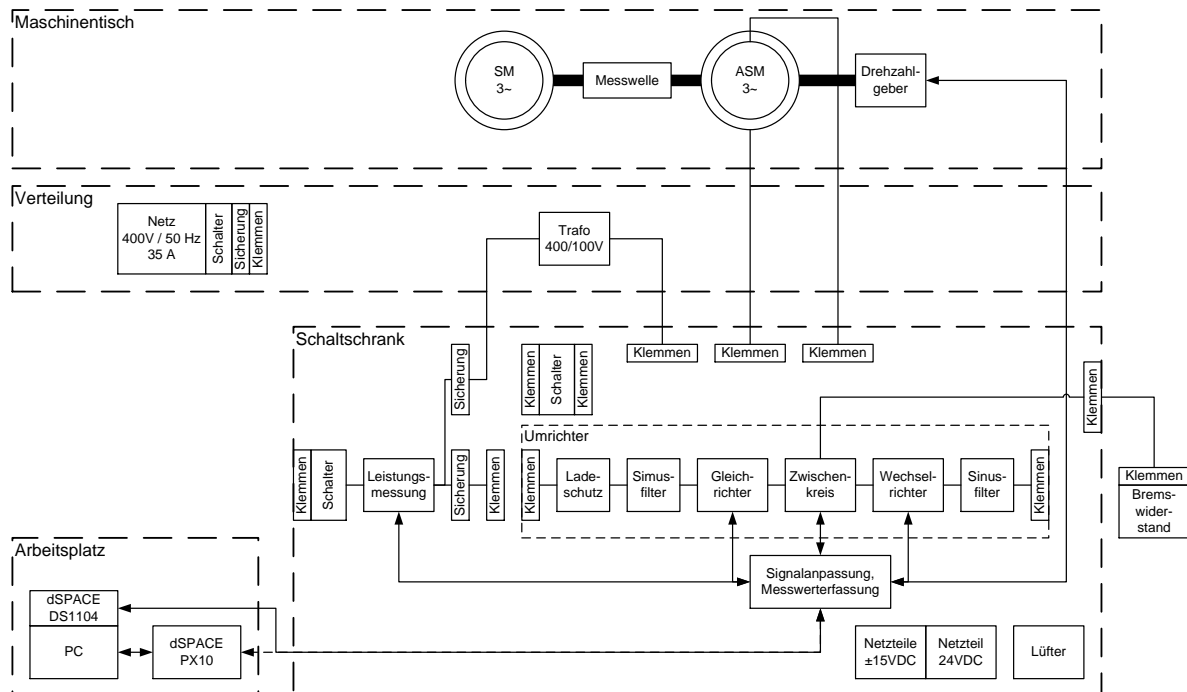 Maschinentisch
SM
3~
Messwelle
ASM
3~
Drehzahl-
geber
Verteilung
Netz
400V / 50 Hz
35 A
Schalter
Sicherung
Klemmen
Trafo
400/100V
Schaltschrank
Klemmen
Klemmen
Klemmen
Sicherung
Klemmen
Schalter
Klemmen
Klemmen
Umrichter
Klemmen
Schalter
Leistungs-
messung
Sicherung
Klemmen
Klemmen
Lade-
schutz
Simus-
filter
Gleich-
richter
Zwischen-
kreis
Wechsel-
richter
Sinus-
filter
Klemmen
Klemmen
Brems-
wider-
stand
Arbeitsplatz
dSPACE
DS1104
PC
dSPACE
PX10
Signalanpassung,
Messwerterfassung
Netzteile
±15VDC
Netzteil
24VDC
Lüfter